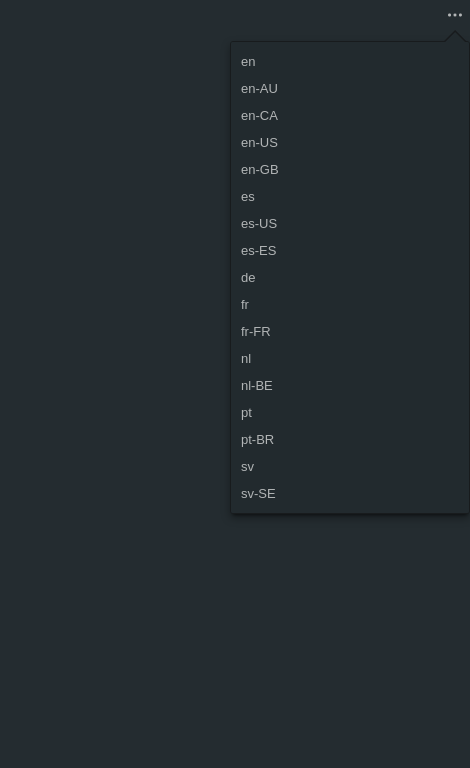 en
en-AU
en-CA
en-US
en-GB
es
es-US
es-ES
de
fr
fr-FR
nl
nl-BE
pt
pt-BR
sv
sv-SE